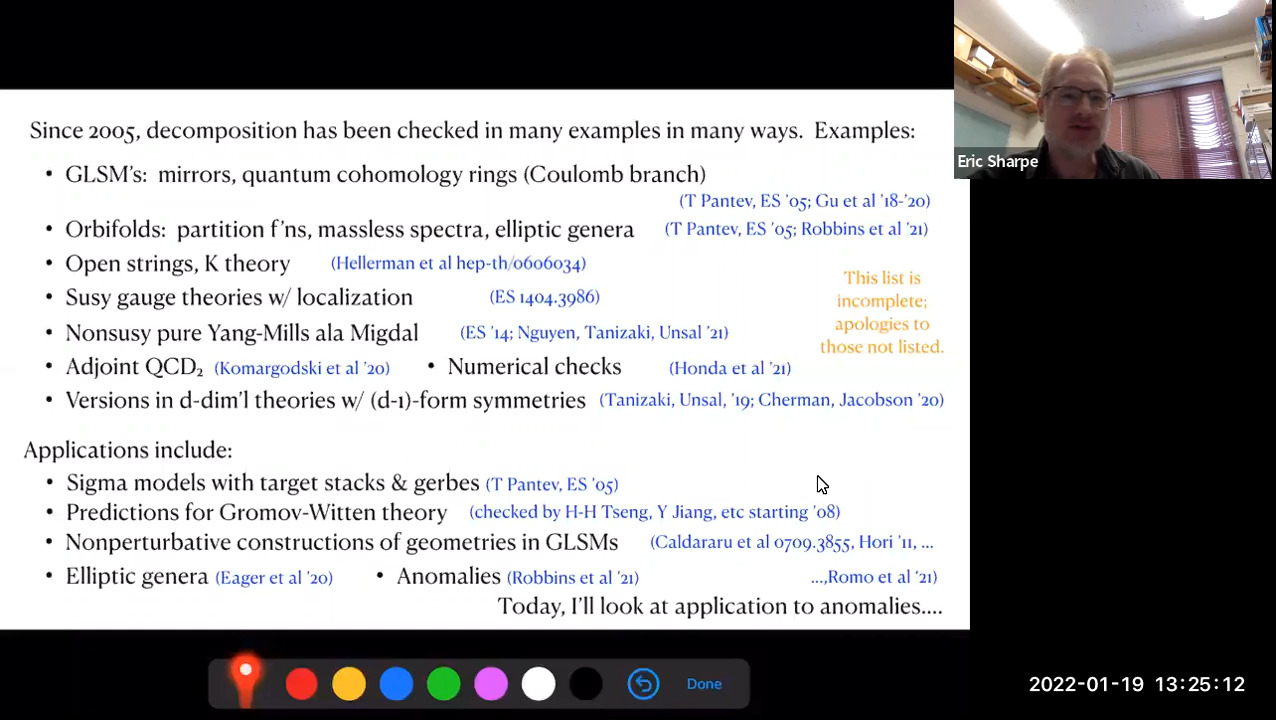 Since 2005, decomposition has been checked in many examples in many ways. Examples:
• GLSM's: mirrors, quantum cohomology rings (Coulomb branch)
(T Pantev, ES '05; Gu et al '18-'20)
• Orbifolds: partition f'ns, massless spectra, elliptic genera (T Pantev, ES '05; Robbins et al '21)
• Open strings, K theory (Hellerman et al hep-th/0606034)
• Susy gauge theories w/ localization (ES 1404.3986)
• Nonsusy pure Yang-Mills ala Migdal (ES '14; Nguyen, Tanizaki, Unsal '21)
This list is
incomplete;
apologies to
those not listed.
• Adjoint QCD₂ (Komargodski et al '20) • Numerical checks (Honda et al '21)
• Versions in d-dim'l theories w/ (d-1)-form symmetries (Tanizaki, Unsal, '19; Cherman, Jacobson '20)
Applications include:
• Sigma models with target stacks & gerbes (T Pantev, ES '05)
• Predictions for Gromov-Witten theory (checked by H-H Tseng, Y Jiang, etc starting '08)
• Nonperturbative constructions of geometries in GLSMs (Caldararu et al 0709.3855, Hori '11, ...
• Elliptic genera (Eager et al '20) • Anomalies (Robbins et al '21) ...,Romo et al '21)
Today, I'll look at application to anomalies....
Eric Sharpe
Done
2022-01-19 13:25:12